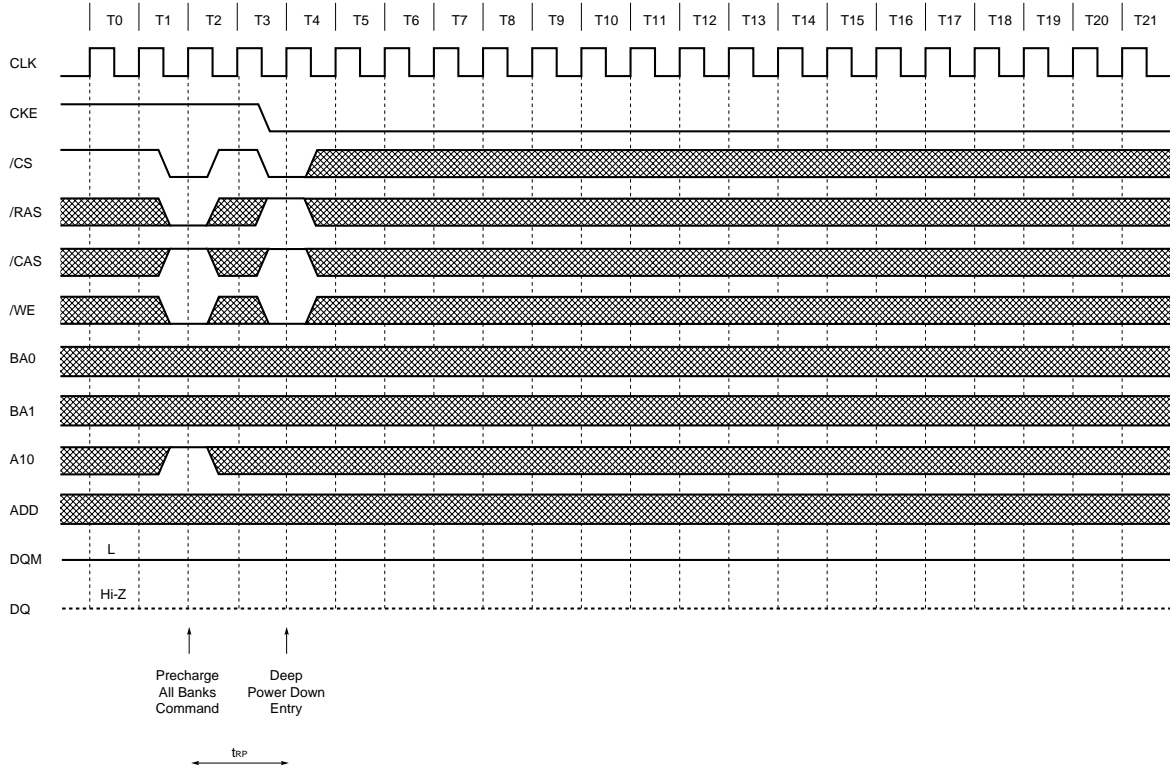 T0 T1 T2 T3 T4 T5 T6 T7 T8 T9 T10 T11 T12 T13 T14 T15 T16 T17 T18 T19 T20 T21
CLK
CKE
/CS
/RAS
/CAS
/WE
BA0
BA1
A10
ADD
DQM L
DQ Hi-Z
Precharge
All Banks
Command
Deep
Power Down
Entry
tRP